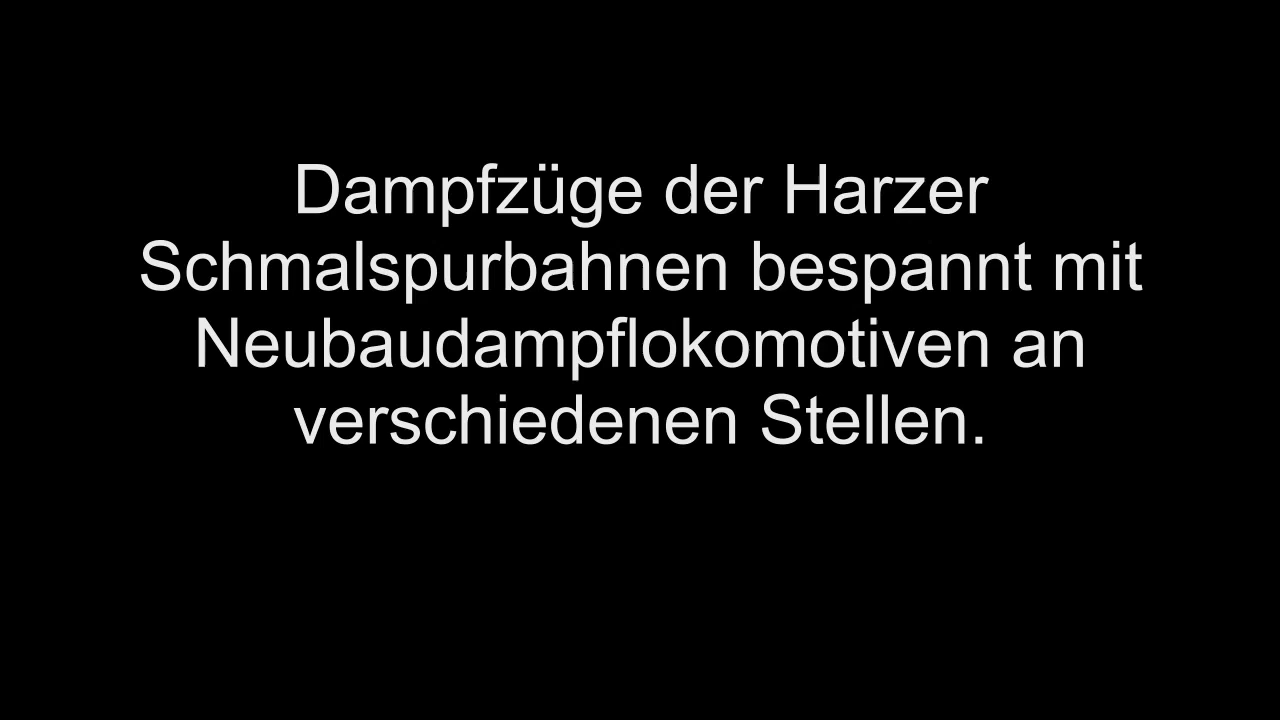 Dampfzüge der Harzer
Schmalspurbahnen bespannt mit
Neubaudampflokomotiven an
verschiedenen Stellen.